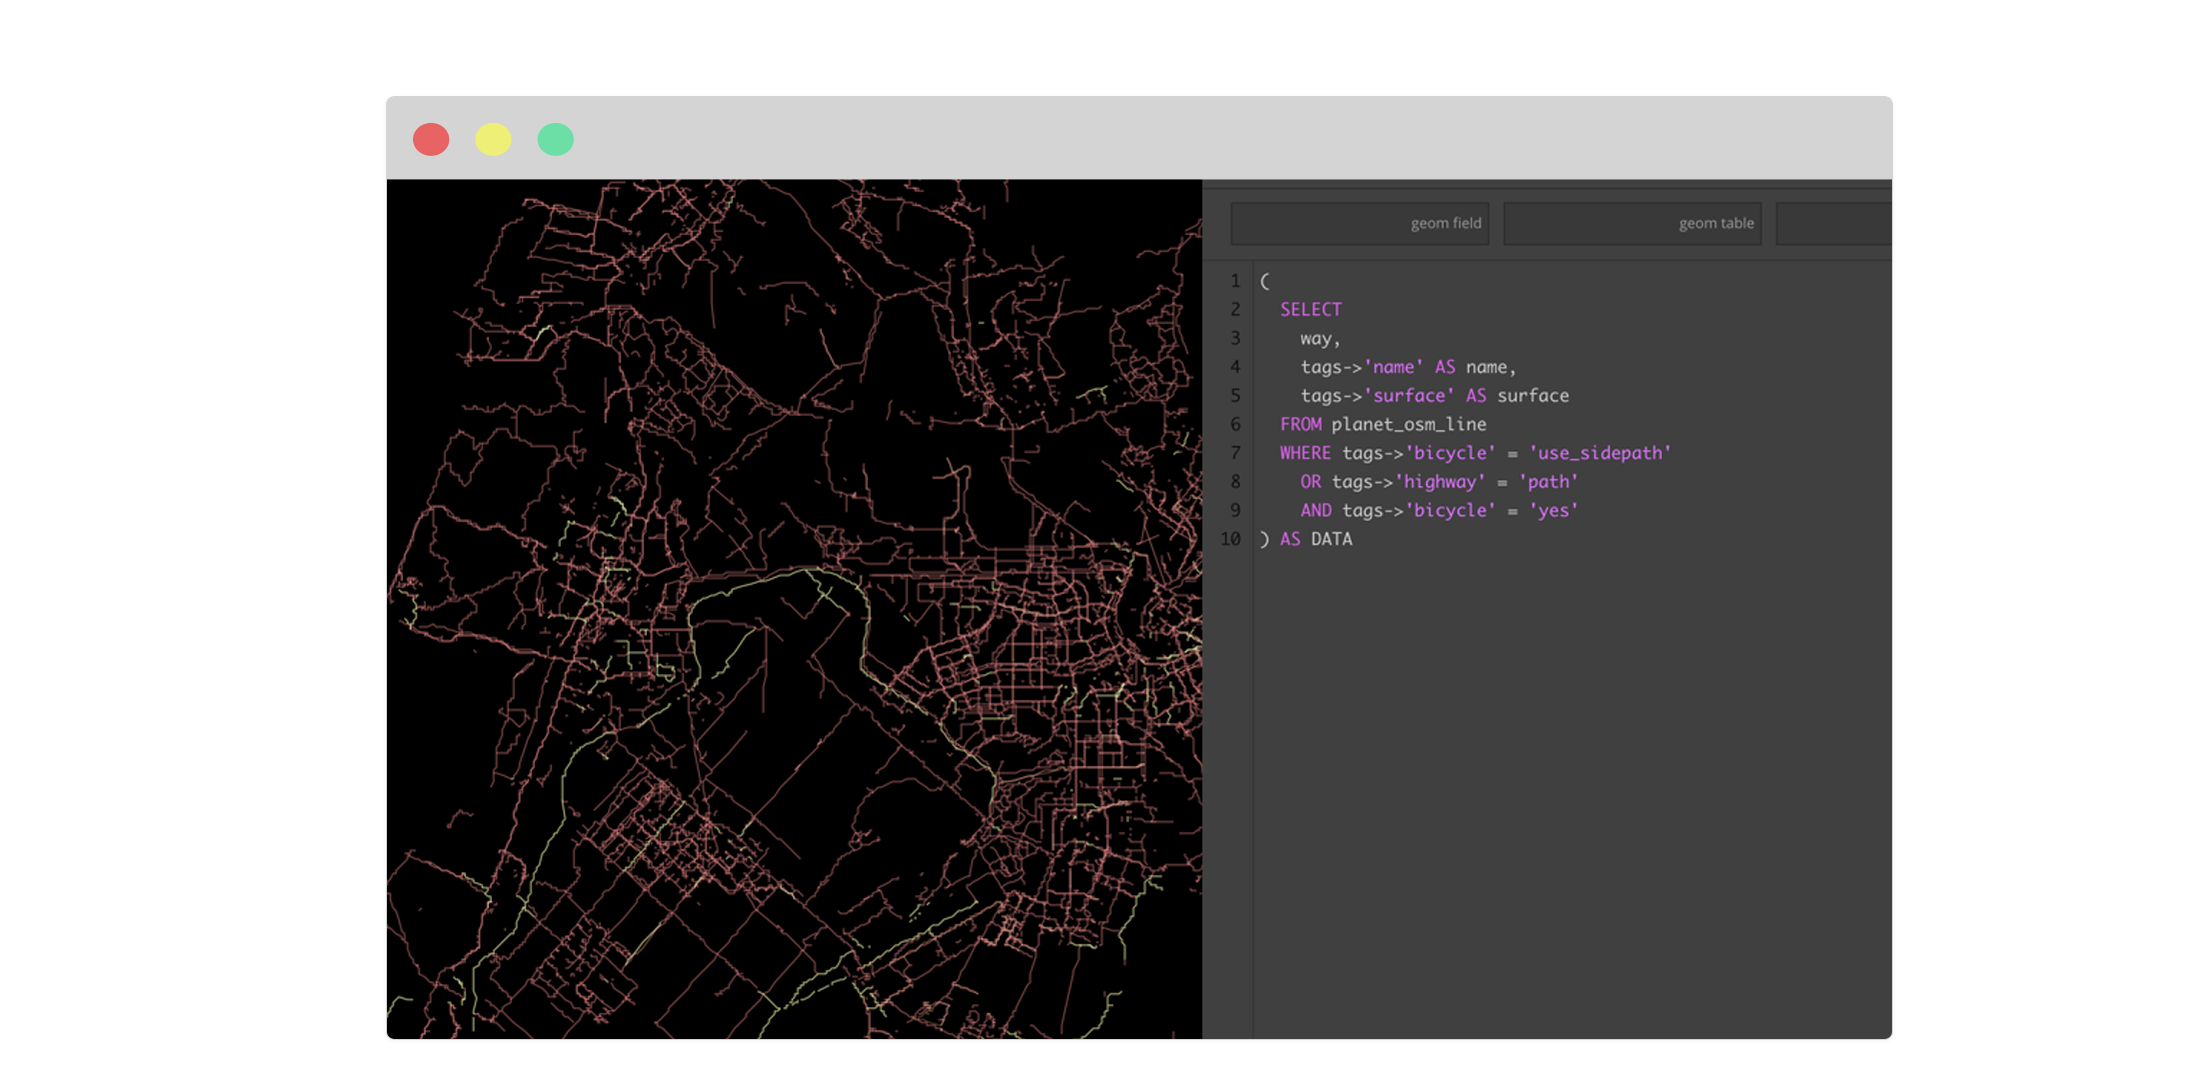 geom field
geom table
1 (
2 SELECT
3 way,
4 tags->'name' AS name,
5 tags->'surface' AS surface
6 FROM planet_osm_line
7 WHERE tags->'bicycle' = 'use_sidepath'
8 OR tags->'highway' = 'path'
9 AND tags->'bicycle' = 'yes'
10 ) AS DATA